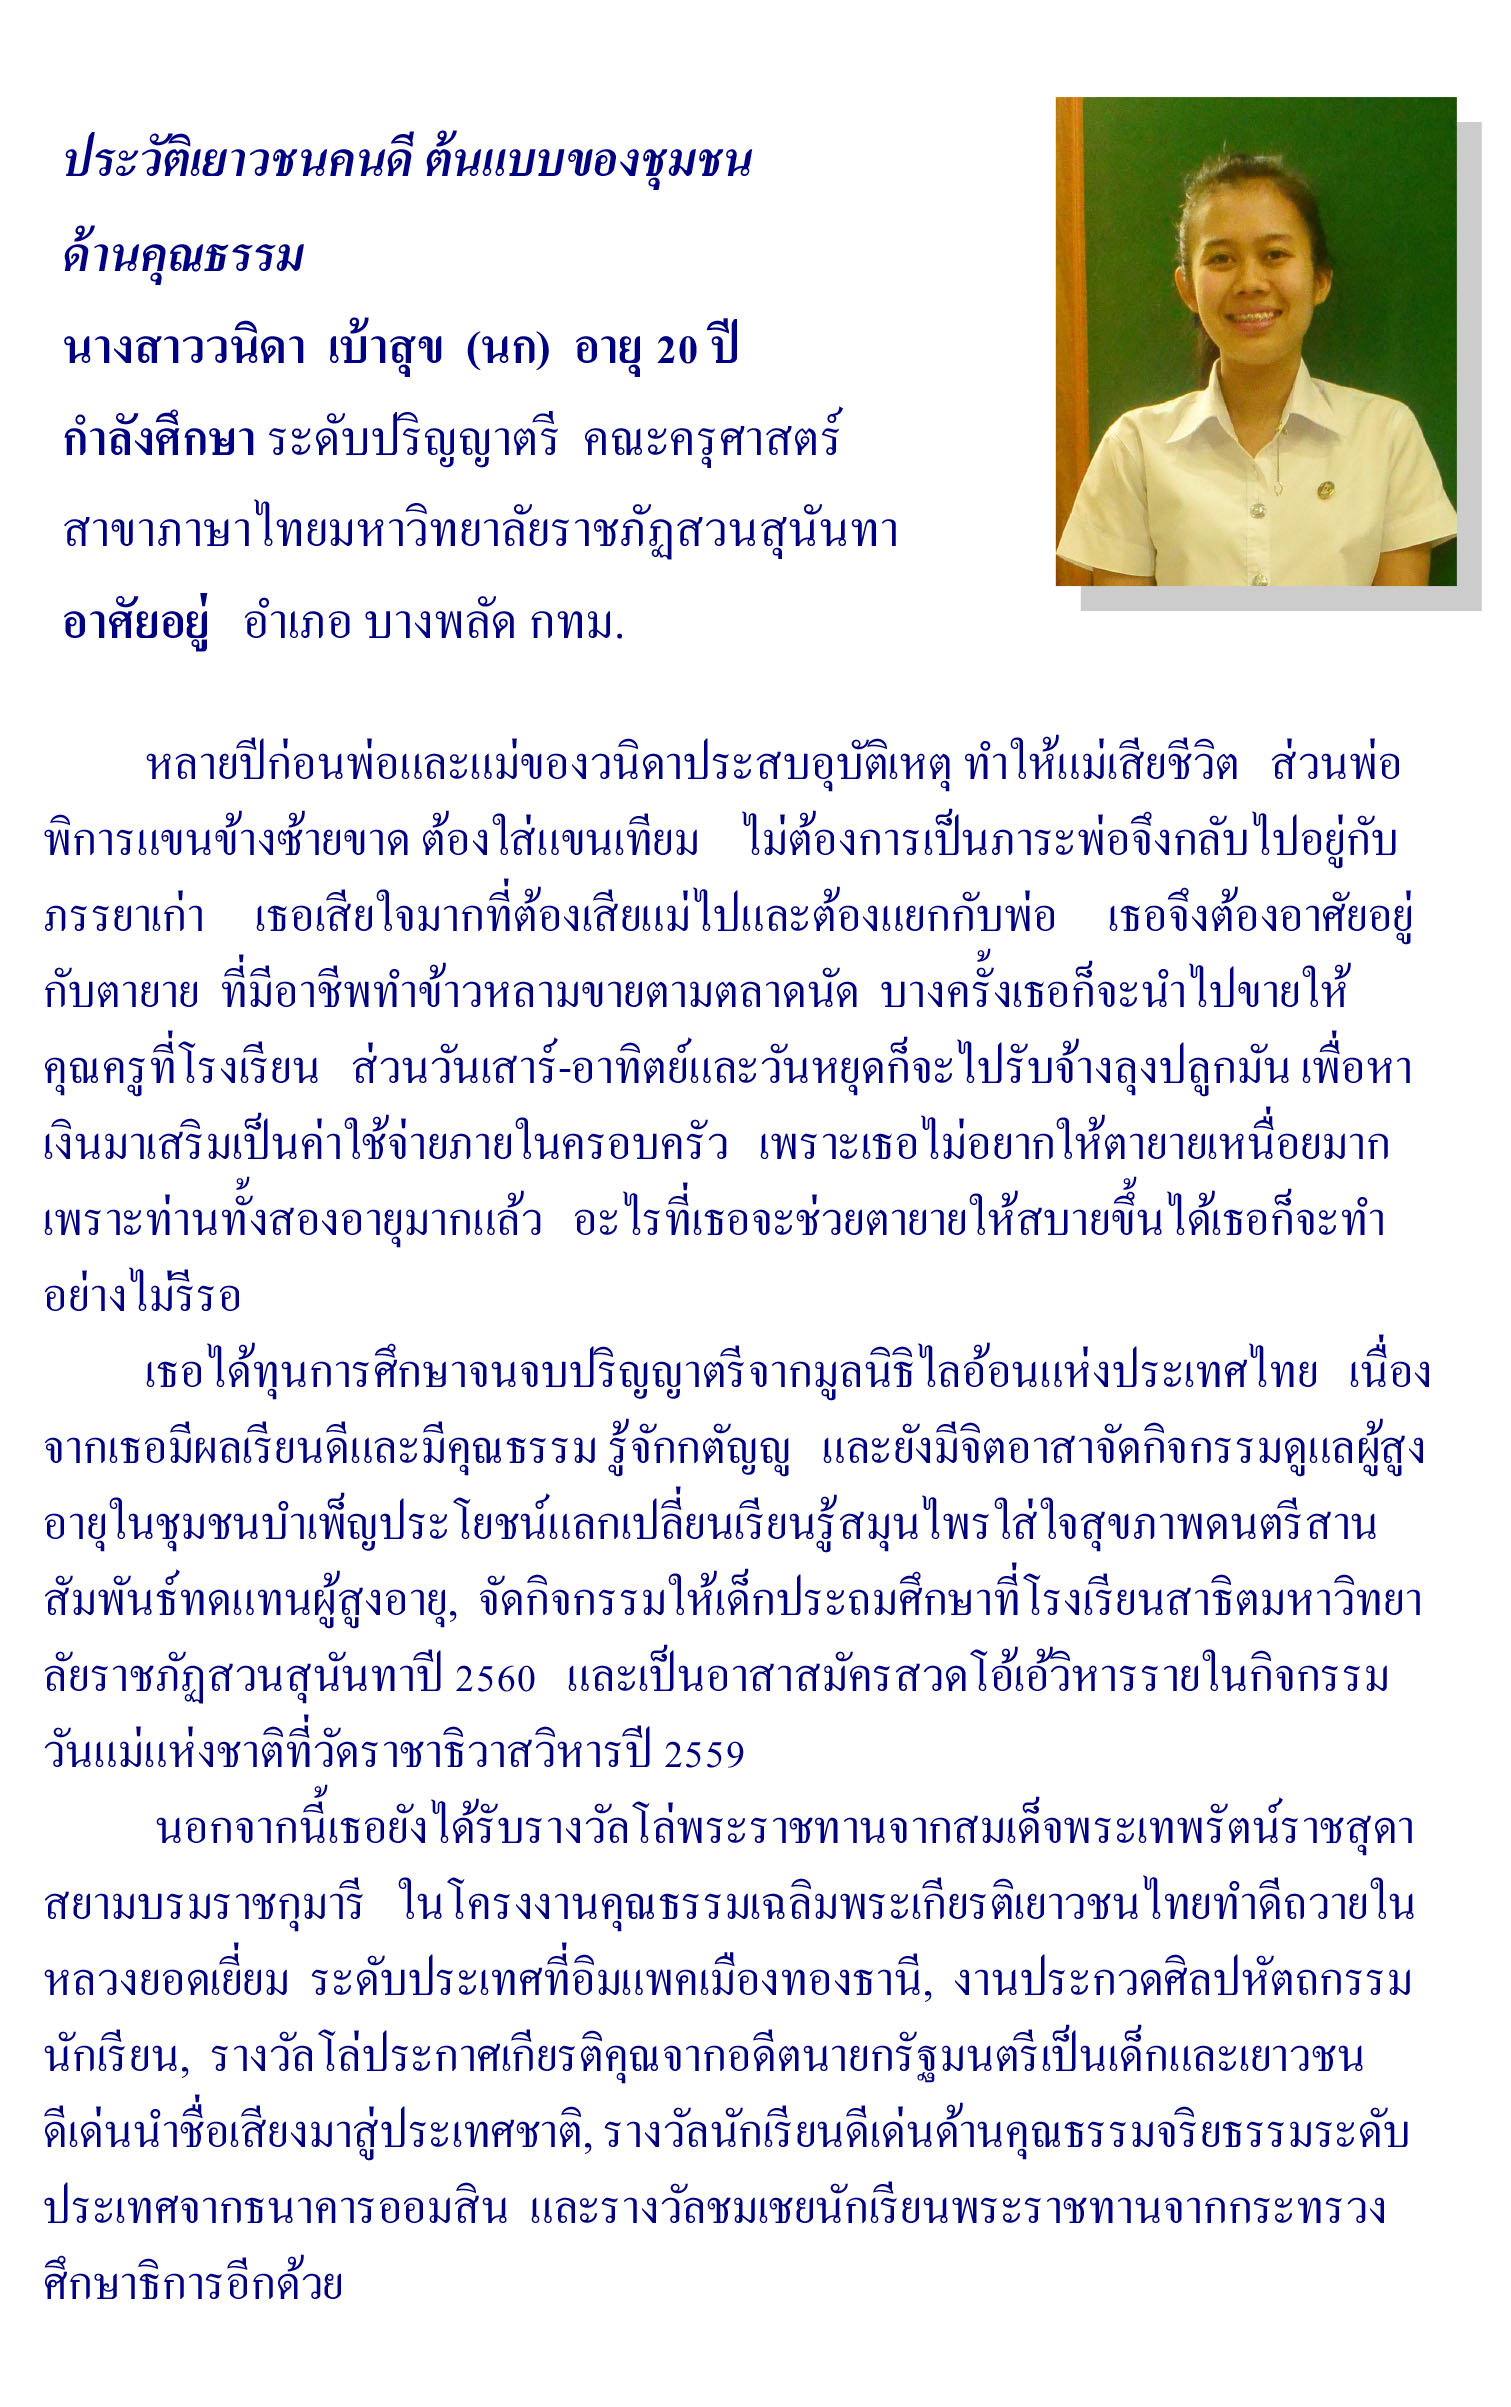 ประวัติเยาวชนคนดี ต้นแบบของชุมชน
ด้านคุณธรรม
นางสาววนิดา เบ้าสุข (นก) อายุ 20 ปี
กำลังศึกษา ระดับปริญญาตรี คณะครุศาสตร์
สาขาภาษาไทยมหาวิทยาลัยราชภัฏสวนสุนันทา
อาศัยอยู่ อำเภอ บางพลัด กทม.
หลายปีก่อนพ่อและแม่ของวนิดาประสบอุบัติเหตุ ทำให้แม่เสียชีวิต ส่วนพ่อ
พิการแขนข้างซ้ายขาด ต้องใส่แขนเทียม ไม่ต้องการเป็นภาระพ่อจึงกลับไปอยู่กับ
ภรรยาเก่า เธอเสียใจมากที่ต้องเสียแม่ไปและต้องแยกกับพ่อ เธอจึงต้องอาศัยอยู่
กับตายาย ที่มีอาชีพทำข้าวหลามขายตามตลาดนัด บางครั้งเธอก็จะนำไปขายให้
คุณครูที่โรงเรียน ส่วนวันเสาร์-อาทิตย์และวันหยุดก็จะไปรับจ้างลุงปลูกมัน เพื่อหา
เงินมาเสริมเป็นค่าใช้จ่ายภายในครอบครัว เพราะเธอไม่อยากให้ตายายเหนื่อยมาก
เพราะท่านทั้งสองอายุมากแล้ว อะไรที่เธอจะช่วยตายายให้สบายขึ้นได้เธอก็จะทำ
อย่างไม่รีรอ
เธอได้ทุนการศึกษาจนจบปริญญาตรีจากมูลนิธิไลอ้อนแห่งประเทศไทย เนื่อง
จากเธอมีผลเรียนดีและมีคุณธรรม รู้จักกตัญญู และยังมีจิตอาสาจัดกิจกรรมดูแลผู้สูง
อายุในชุมชนบำเพ็ญประโยชน์แลกเปลี่ยนเรียนรู้สมุนไพรใส่ใจสุขภาพดนตรีสาน
สัมพันธ์ทดแทนผู้สูงอายุ, จัดกิจกรรมให้เด็กประถมศึกษาที่โรงเรียนสาธิตมหาวิทยา
ลัยราชภัฏสวนสุนันทาปี 2560 และเป็นอาสาสมัครสวดโอ้เอ้วิหารรายในกิจกรรม
วันแม่แห่งชาติที่วัดราชาธิวาสวิหารปี 2559
นอกจากนี้เธอยังได้รับรางวัลโล่พระราชทานจากสมเด็จพระเทพรัตน์ราชสุดา
สยามบรมราชกุมารี ในโครงงานคุณธรรมเฉลิมพระเกียรติเยาวชนไทยทำดีถวายใน
หลวงยอดเยี่ยม ระดับประเทศที่อิมแพคเมืองทองธานี, งานประกวดศิลปหัตถกรรม
นักเรียน, รางวัลโล่ประกาศเกียรติคุณจากอดีตนายกรัฐมนตรีเป็นเด็กและเยาวชน
ดีเด่นนำชื่อเสียงมาสู่ประเทศชาติ, รางวัลนักเรียนดีเด่นด้านคุณธรรมจริยธรรมระดับ
ประเทศจากธนาคารออมสิน และรางวัลชมเชยนักเรียนพระราชทานจากกระทรวง
ศึกษาธิการอีกด้วย